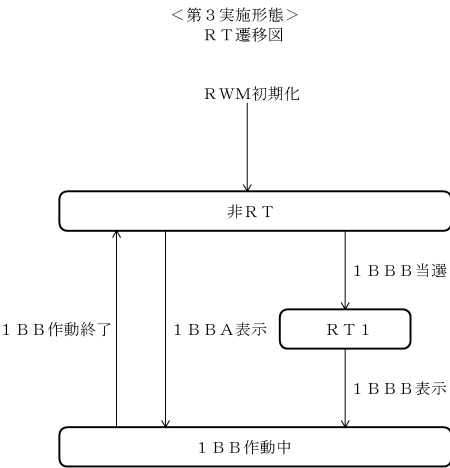 ＜第３実施形態＞
ＲＴ遷移図
ＲＷＭ初期化
非ＲＴ
１ＢＢＢ当選
１ＢＢ作動終了
１ＢＢＡ表示
ＲＴ１
１ＢＢＢ表示
１ＢＢ作動中